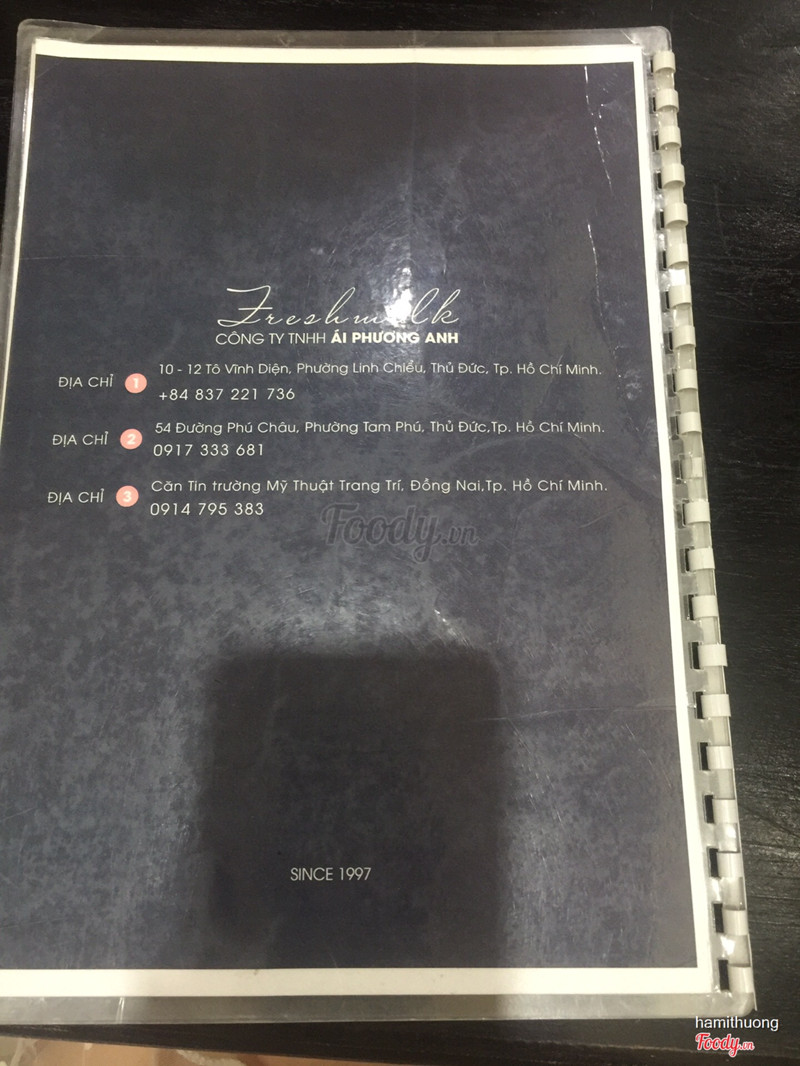 Freshmilk
CÔNG TY TNHH ÁI PHƯƠNG ANH
ĐỊA CHỈ 1 10 - 12 Tô Vĩnh Diện, Phường Linh Chiểu, Thủ Đức, Tp. Hồ Chí Minh.
+84 837 221 736
ĐỊA CHỈ 2 54 Đường Phú Châu, Phường Tam Phú, Thủ Đức,Tp. Hồ Chí Minh.
0917 333 681
ĐỊA CHỈ 3 Căn Tin trường Mỹ Thuật Trang Trí, Đồng Nai,Tp. Hồ Chí Minh.
0914 795 383
Foody.vn
SINCE 1997
hamithuong
Foody.vn